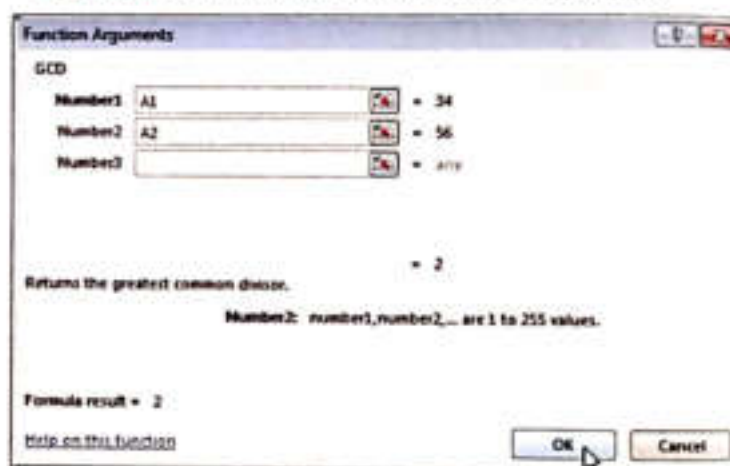 Function Arguments
GCD
Number1 A1 = 34
Number2 A2 = 56
Number3 = any
= 2
Returns the greatest common divisor.
Number2: number1,number2,... are 1 to 255 values.
Formula result = 2
Help on this function
OK Cancel